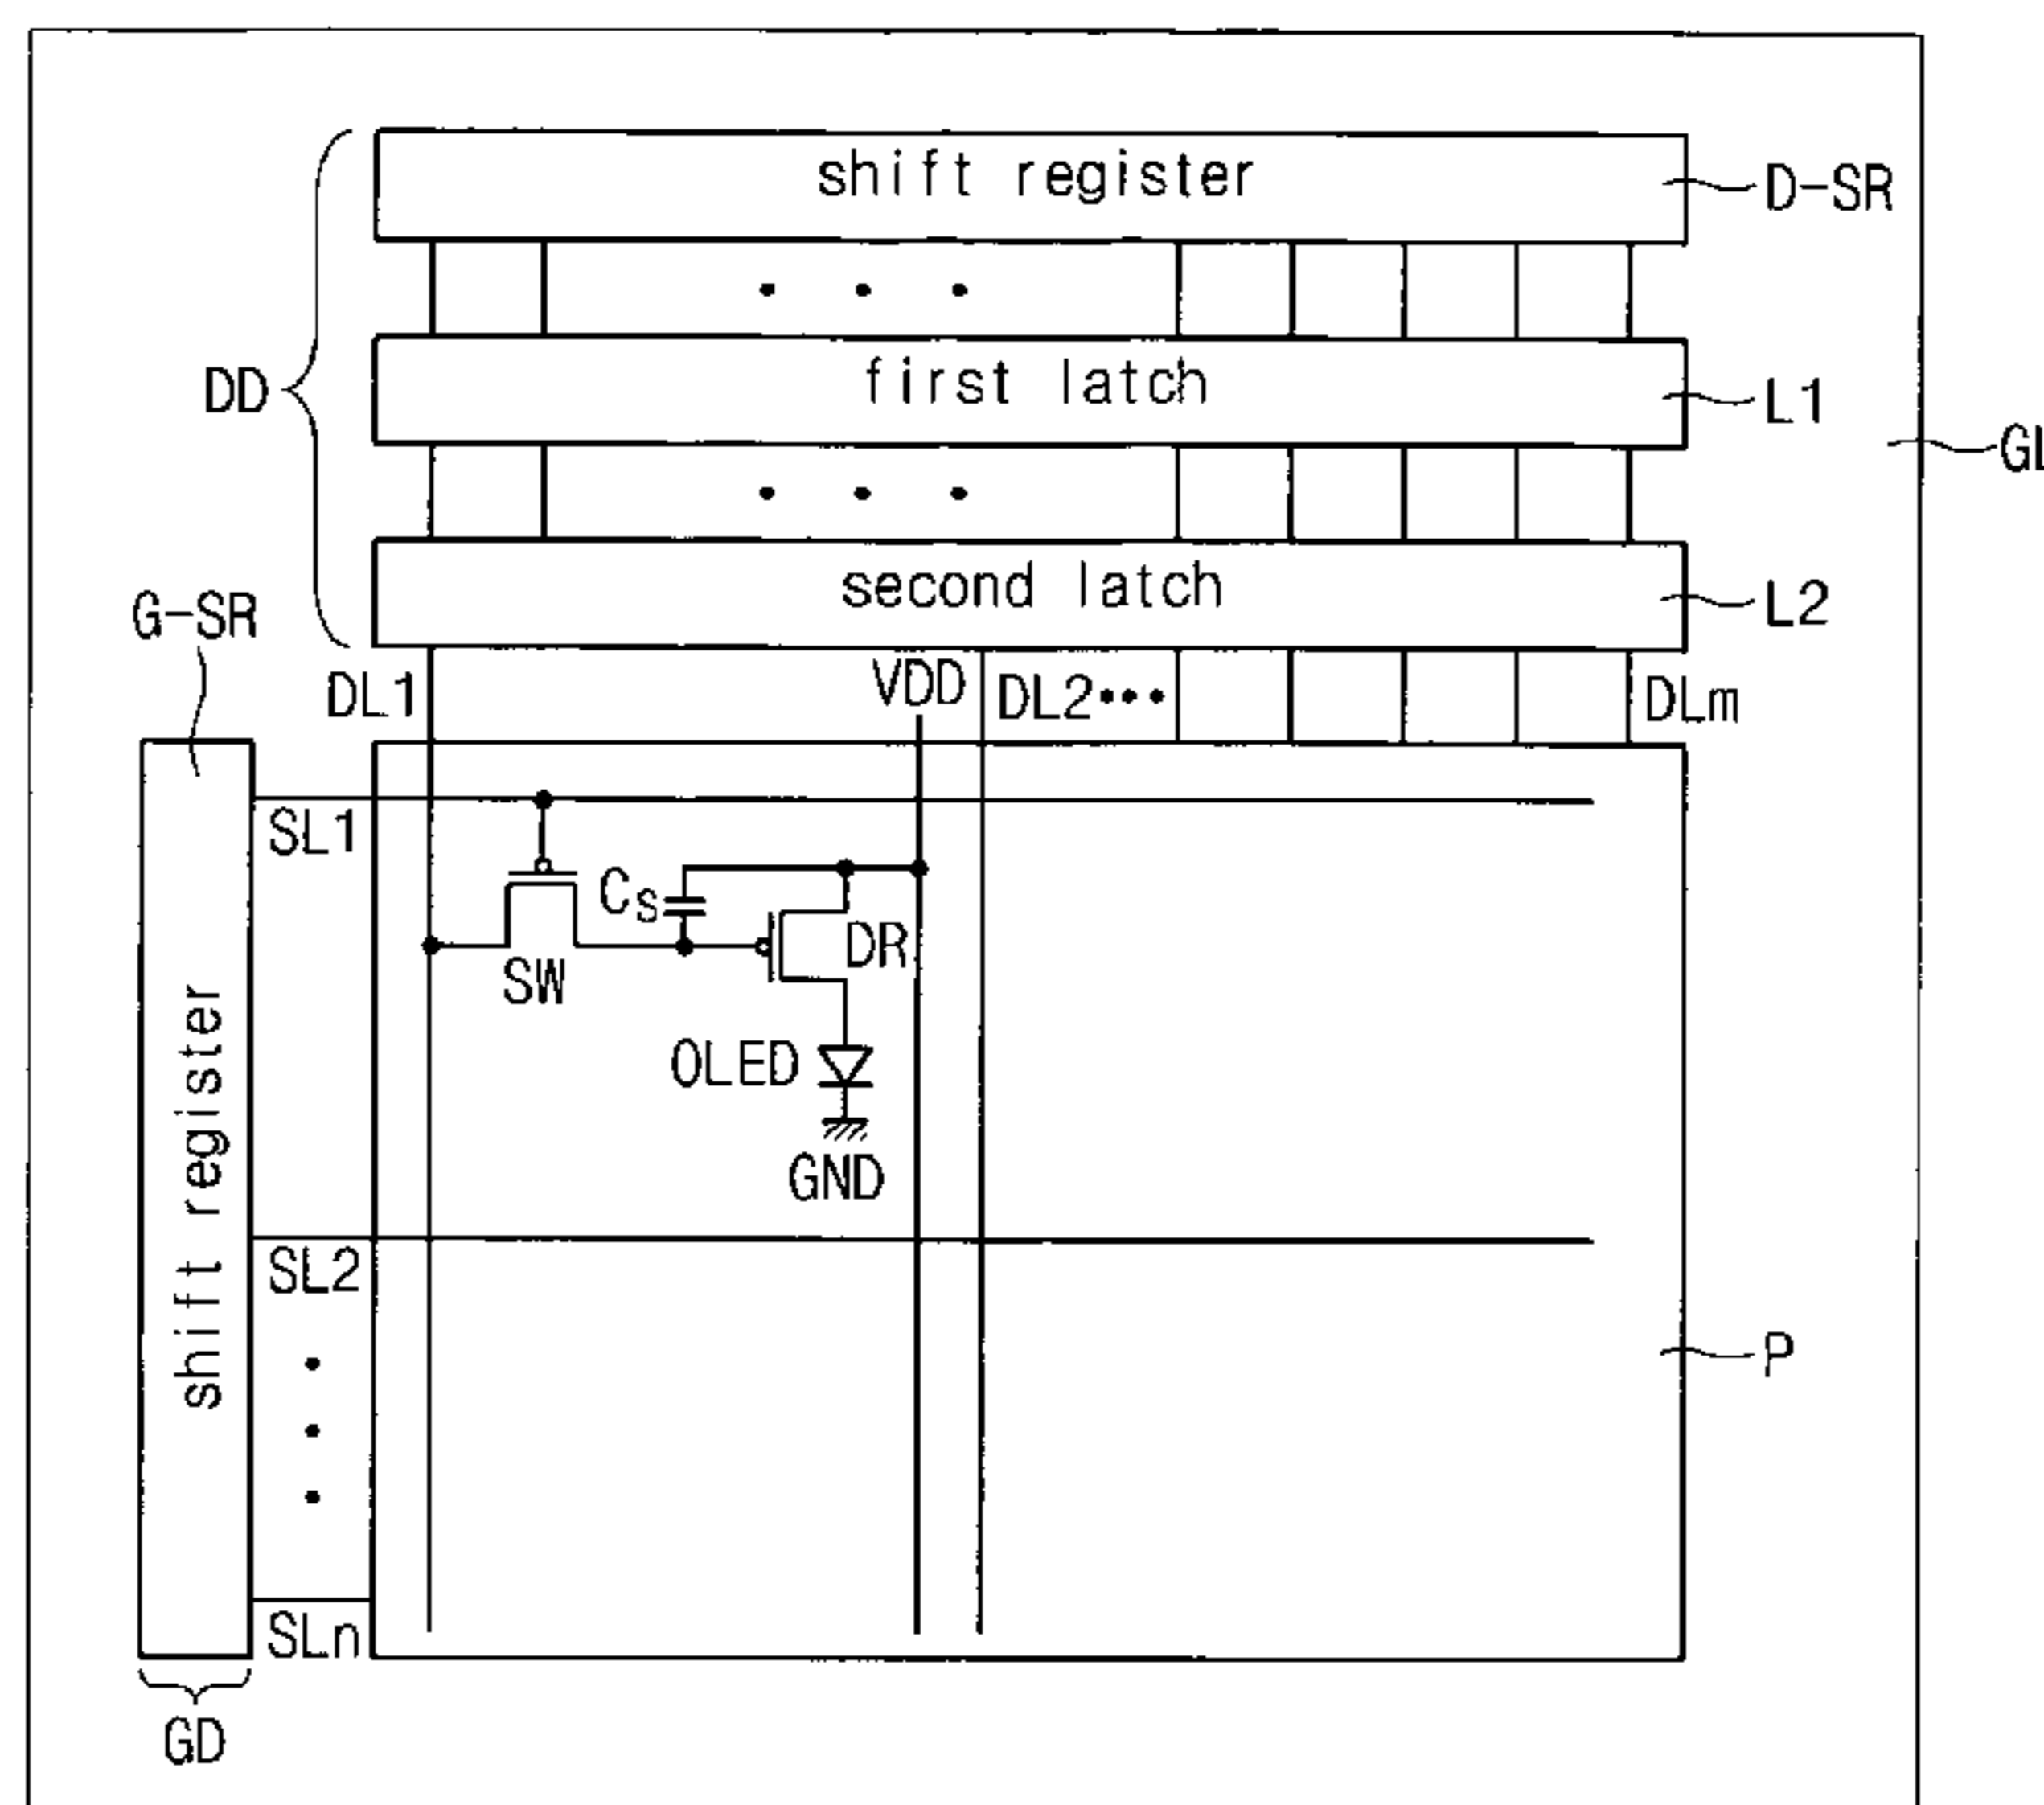 shift register
D-SR
DD
first latch
L1
GL
second latch
L2
G-SR
DL1
VDD
DL2•••
DLm
SL1
Cs
DR
SW
OLED
GND
shift register
SL2
P
SLn
GD